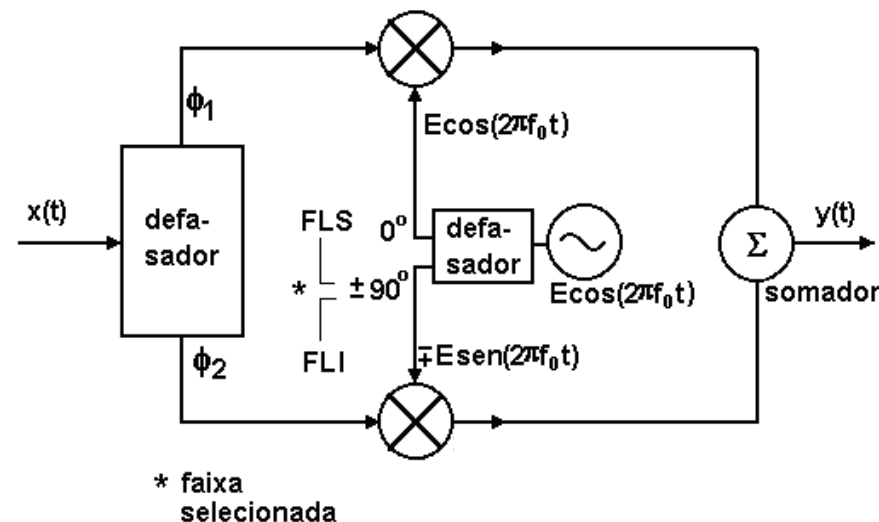 ϕ1
Ecos(2πf0t)
x(t)
defa-
sador
FLS
0º
defa-
sador
Σ
y(t)
* ±90º
Ecos(2πf0t)
somador
FLI
∓Esen(2πf0t)
ϕ2
* faixa
selecionada